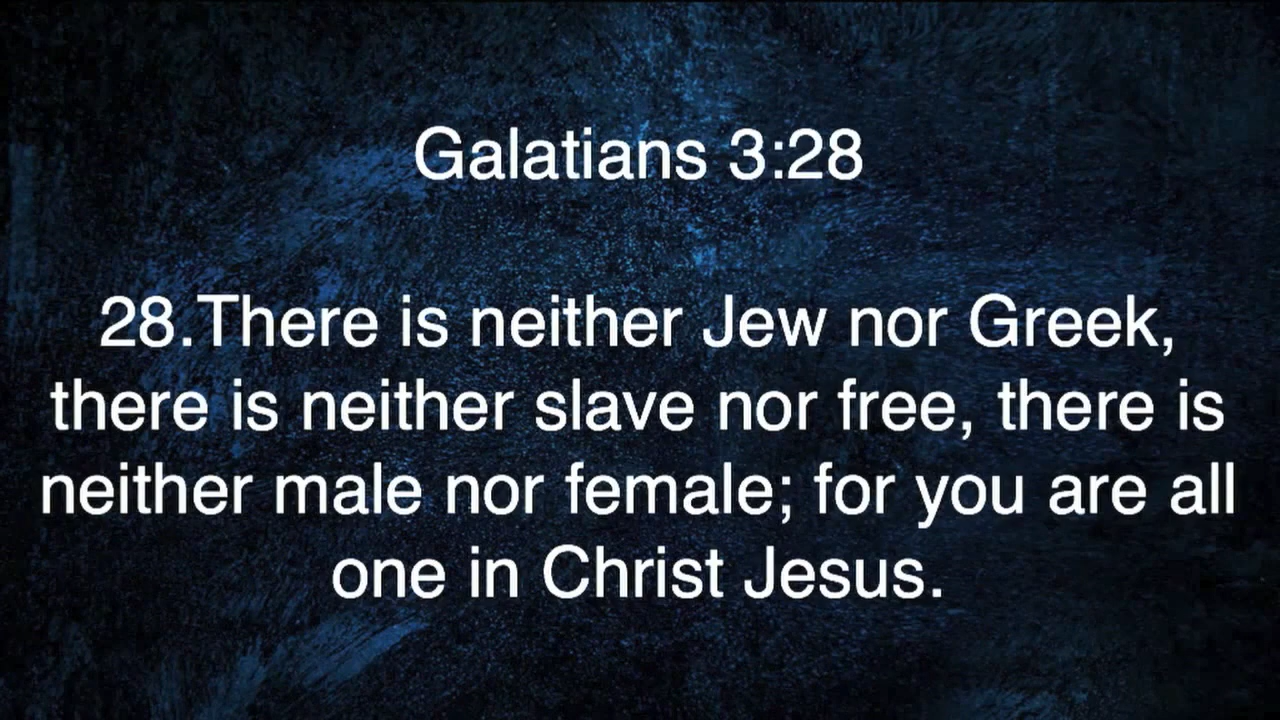 Galatians 3:28
28.There is neither Jew nor Greek,
there is neither slave nor free, there is
neither male nor female; for you are all
one in Christ Jesus.